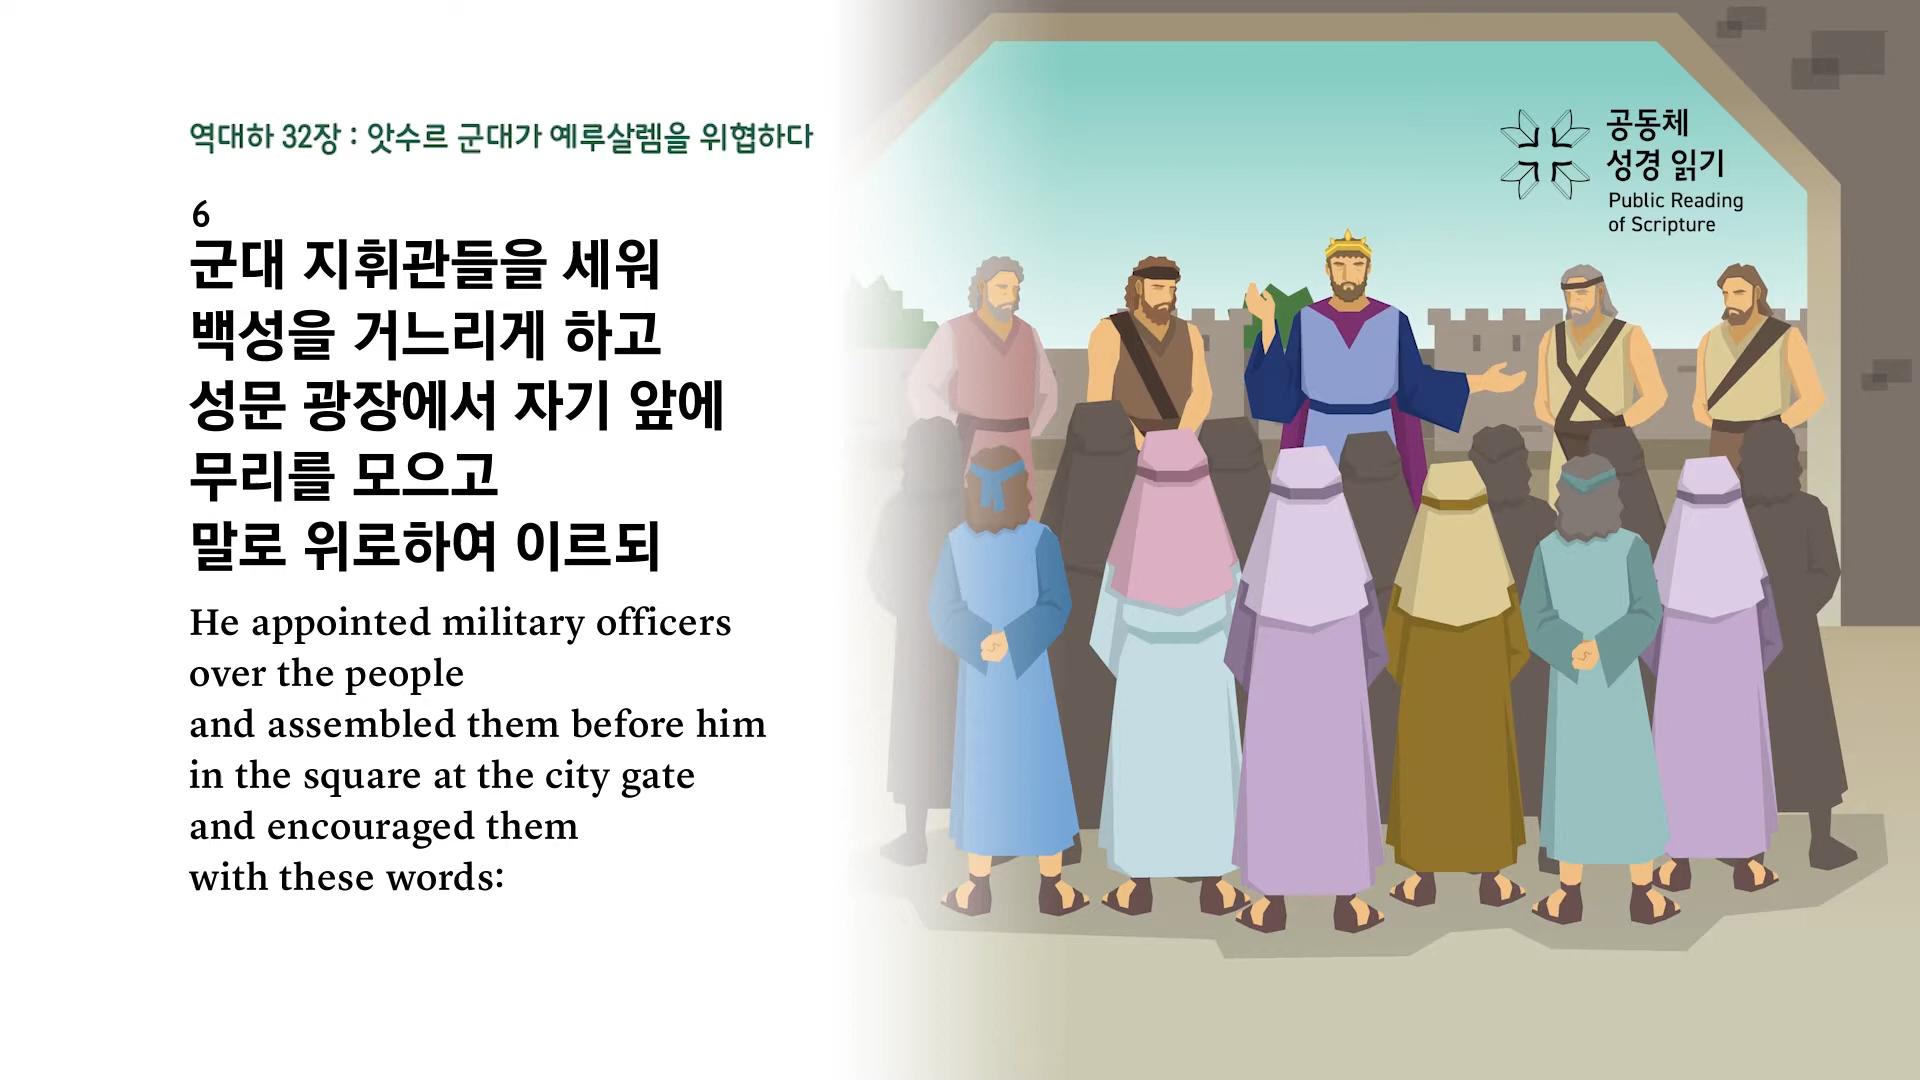 역대하 32장 : 앗수르 군대가 예루살렘을 위협하다
6
군대 지휘관들을 세워
백성을 거느리게 하고
성문 광장에서 자기 앞에
무리를 모으고
말로 위로하여 이르되
He appointed military officers
over the people
and assembled them before him
in the square at the city gate
and encouraged them
with these words:
공동체
성경 읽기
Public Reading
of Scripture